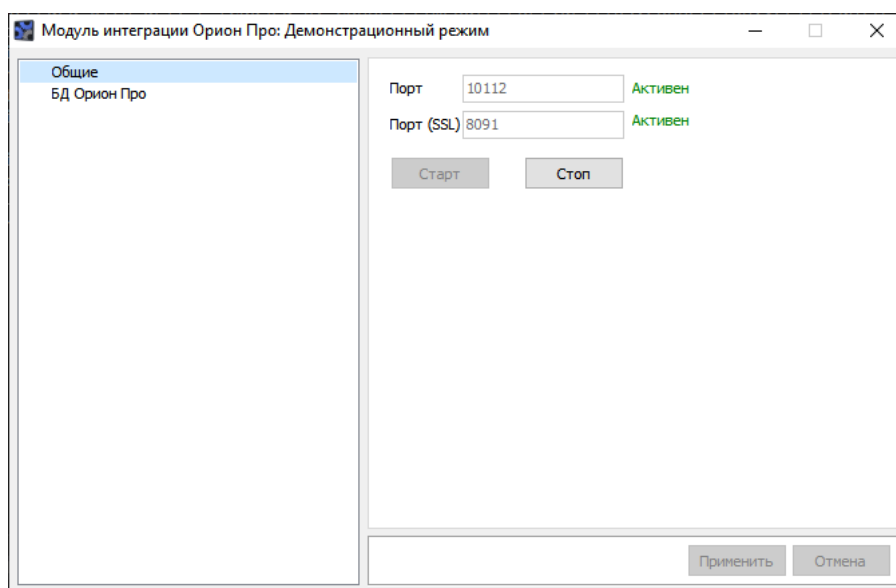 Модуль интеграции Орион Про: Демонстрационный режим
Общие
БД Орион Про
Порт 10112 Активен
Порт (SSL) 8091 Активен
Старт Стоп
Применить Отмена